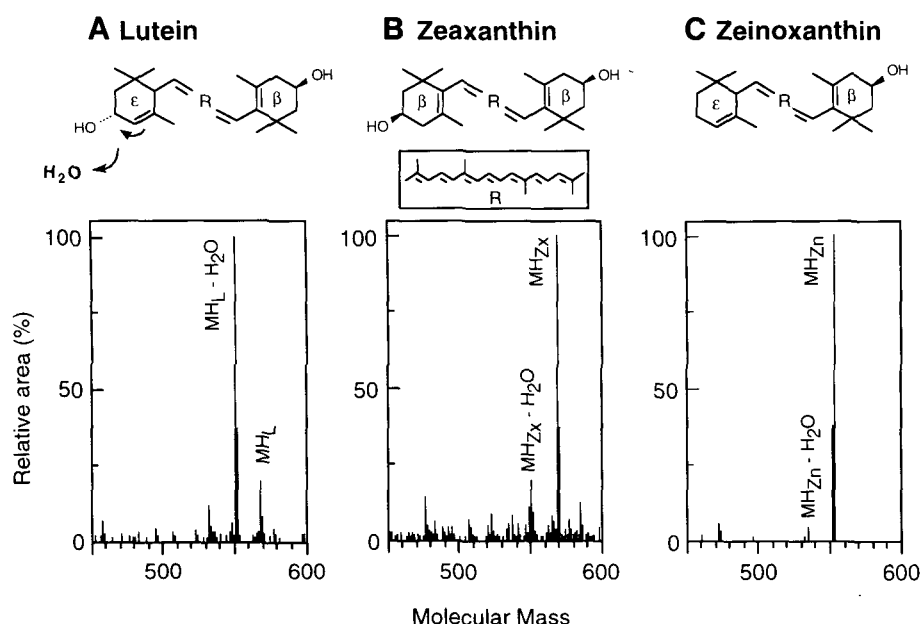 A Lutein
B Zeaxanthin
C Zeinoxanthin
ε
R
β
OH
HO
H2O
β
R
β
OH
HO
R
ε
R
β
OH
Relative area (%)
100
50
0
MHL - H2O
MHL
500
600
100
50
0
MHZx - H2O
MHZx
500
600
100
50
0
MHZn - H2O
MHZn
500
600
Molecular Mass